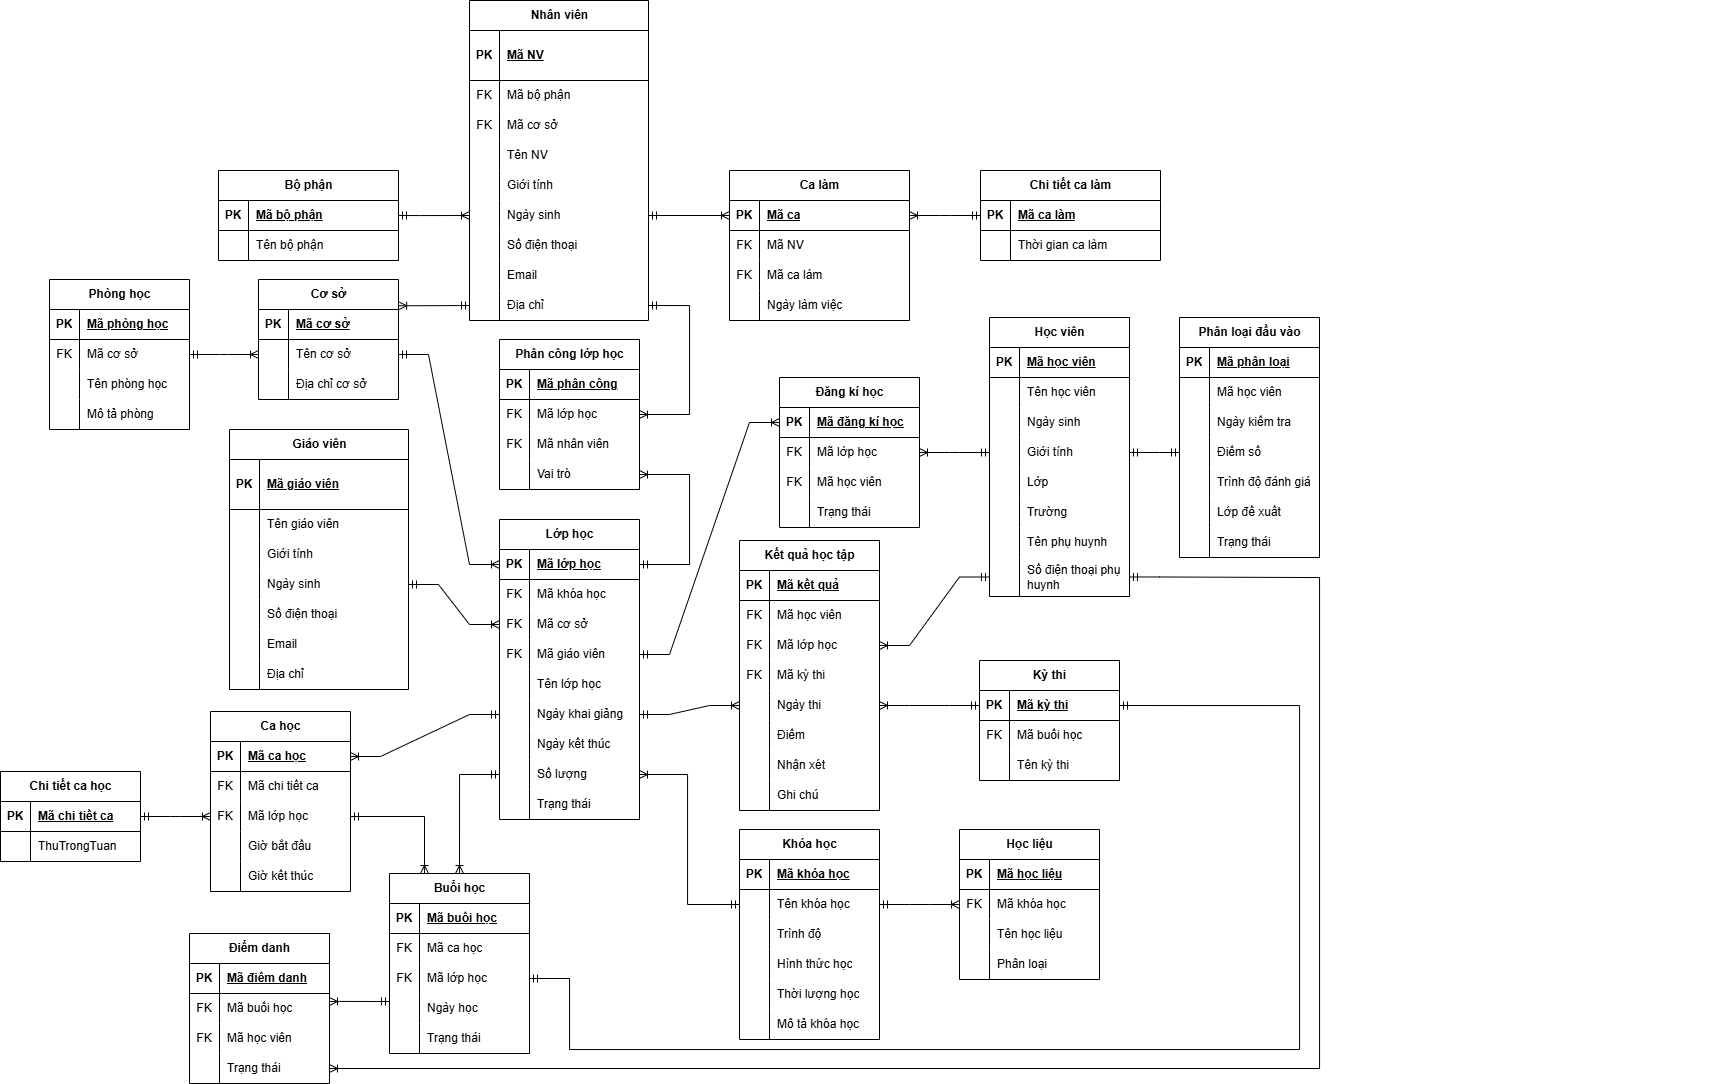 Nhân viên
PK Mã NV
FK Mã bộ phận
FK Mã cơ sở
Tên NV
Giới tính
Ngày sinh
Số điện thoại
Email
Địa chỉ
Bộ phận
PK Mã bộ phận
Tên bộ phận
Ca làm
PK Mã ca
FK Mã NV
FK Mã ca làm
Ngày làm việc
Chi tiết ca làm
PK Mã ca làm
Thời gian ca làm
Phòng học
PK Mã phòng học
FK Mã cơ sở
Tên phòng học
Mô tả phòng
Cơ sở
PK Mã cơ sở
Tên cơ sở
Địa chỉ cơ sở
Phân công lớp học
PK Mã phân công
FK Mã lớp học
FK Mã nhân viên
Vai trò
Đăng kí học
PK Mã đăng kí học
FK Mã lớp học
FK Mã học viên
Trạng thái
Học viên
PK Mã học viên
Tên học viên
Ngày sinh
Giới tính
Lớp
Trường
Tên phụ huynh
Số điện thoại phụ
huynh
Phân loại đầu vào
PK Mã phân loại
Mã học viên
Ngày kiểm tra
Điểm số
Trình độ đánh giá
Lớp đề xuất
Trạng thái
Giáo viên
PK Mã giáo viên
Tên giáo viên
Giới tính
Ngày sinh
Số điện thoại
Email
Địa chỉ
Lớp học
PK Mã lớp học
FK Mã khóa học
FK Mã cơ sở
FK Mã giáo viên
Tên lớp học
Ngày khai giảng
Ngày kết thúc
Số lượng
Trạng thái
Kết quả học tập
PK Mã kết quả
FK Mã học viên
FK Mã lớp học
FK Mã kỳ thi
Ngày thi
Điểm
Nhận xét
Ghi chú
Kỳ thi
PK Mã kỳ thi
FK Mã buổi học
Tên kỳ thi
Ca học
PK Mã ca học
FK Mã chi tiết ca
FK Mã lớp học
Giờ bắt đầu
Giờ kết thúc
Chi tiết ca học
PK Mã chi tiết ca
ThuTrongTuan
Khóa học
PK Mã khóa học
Tên khóa học
Trình độ
Hình thức học
Thời lượng học
Mô tả khóa học
Học liệu
PK Mã học liệu
FK Mã khóa học
Tên học liệu
Phân loại
Buổi học
PK Mã buổi học
FK Mã ca học
FK Mã lớp học
Ngày học
Trạng thái
Điểm danh
PK Mã điểm danh
FK Mã buổi học
FK Mã học viên
Trạng thái